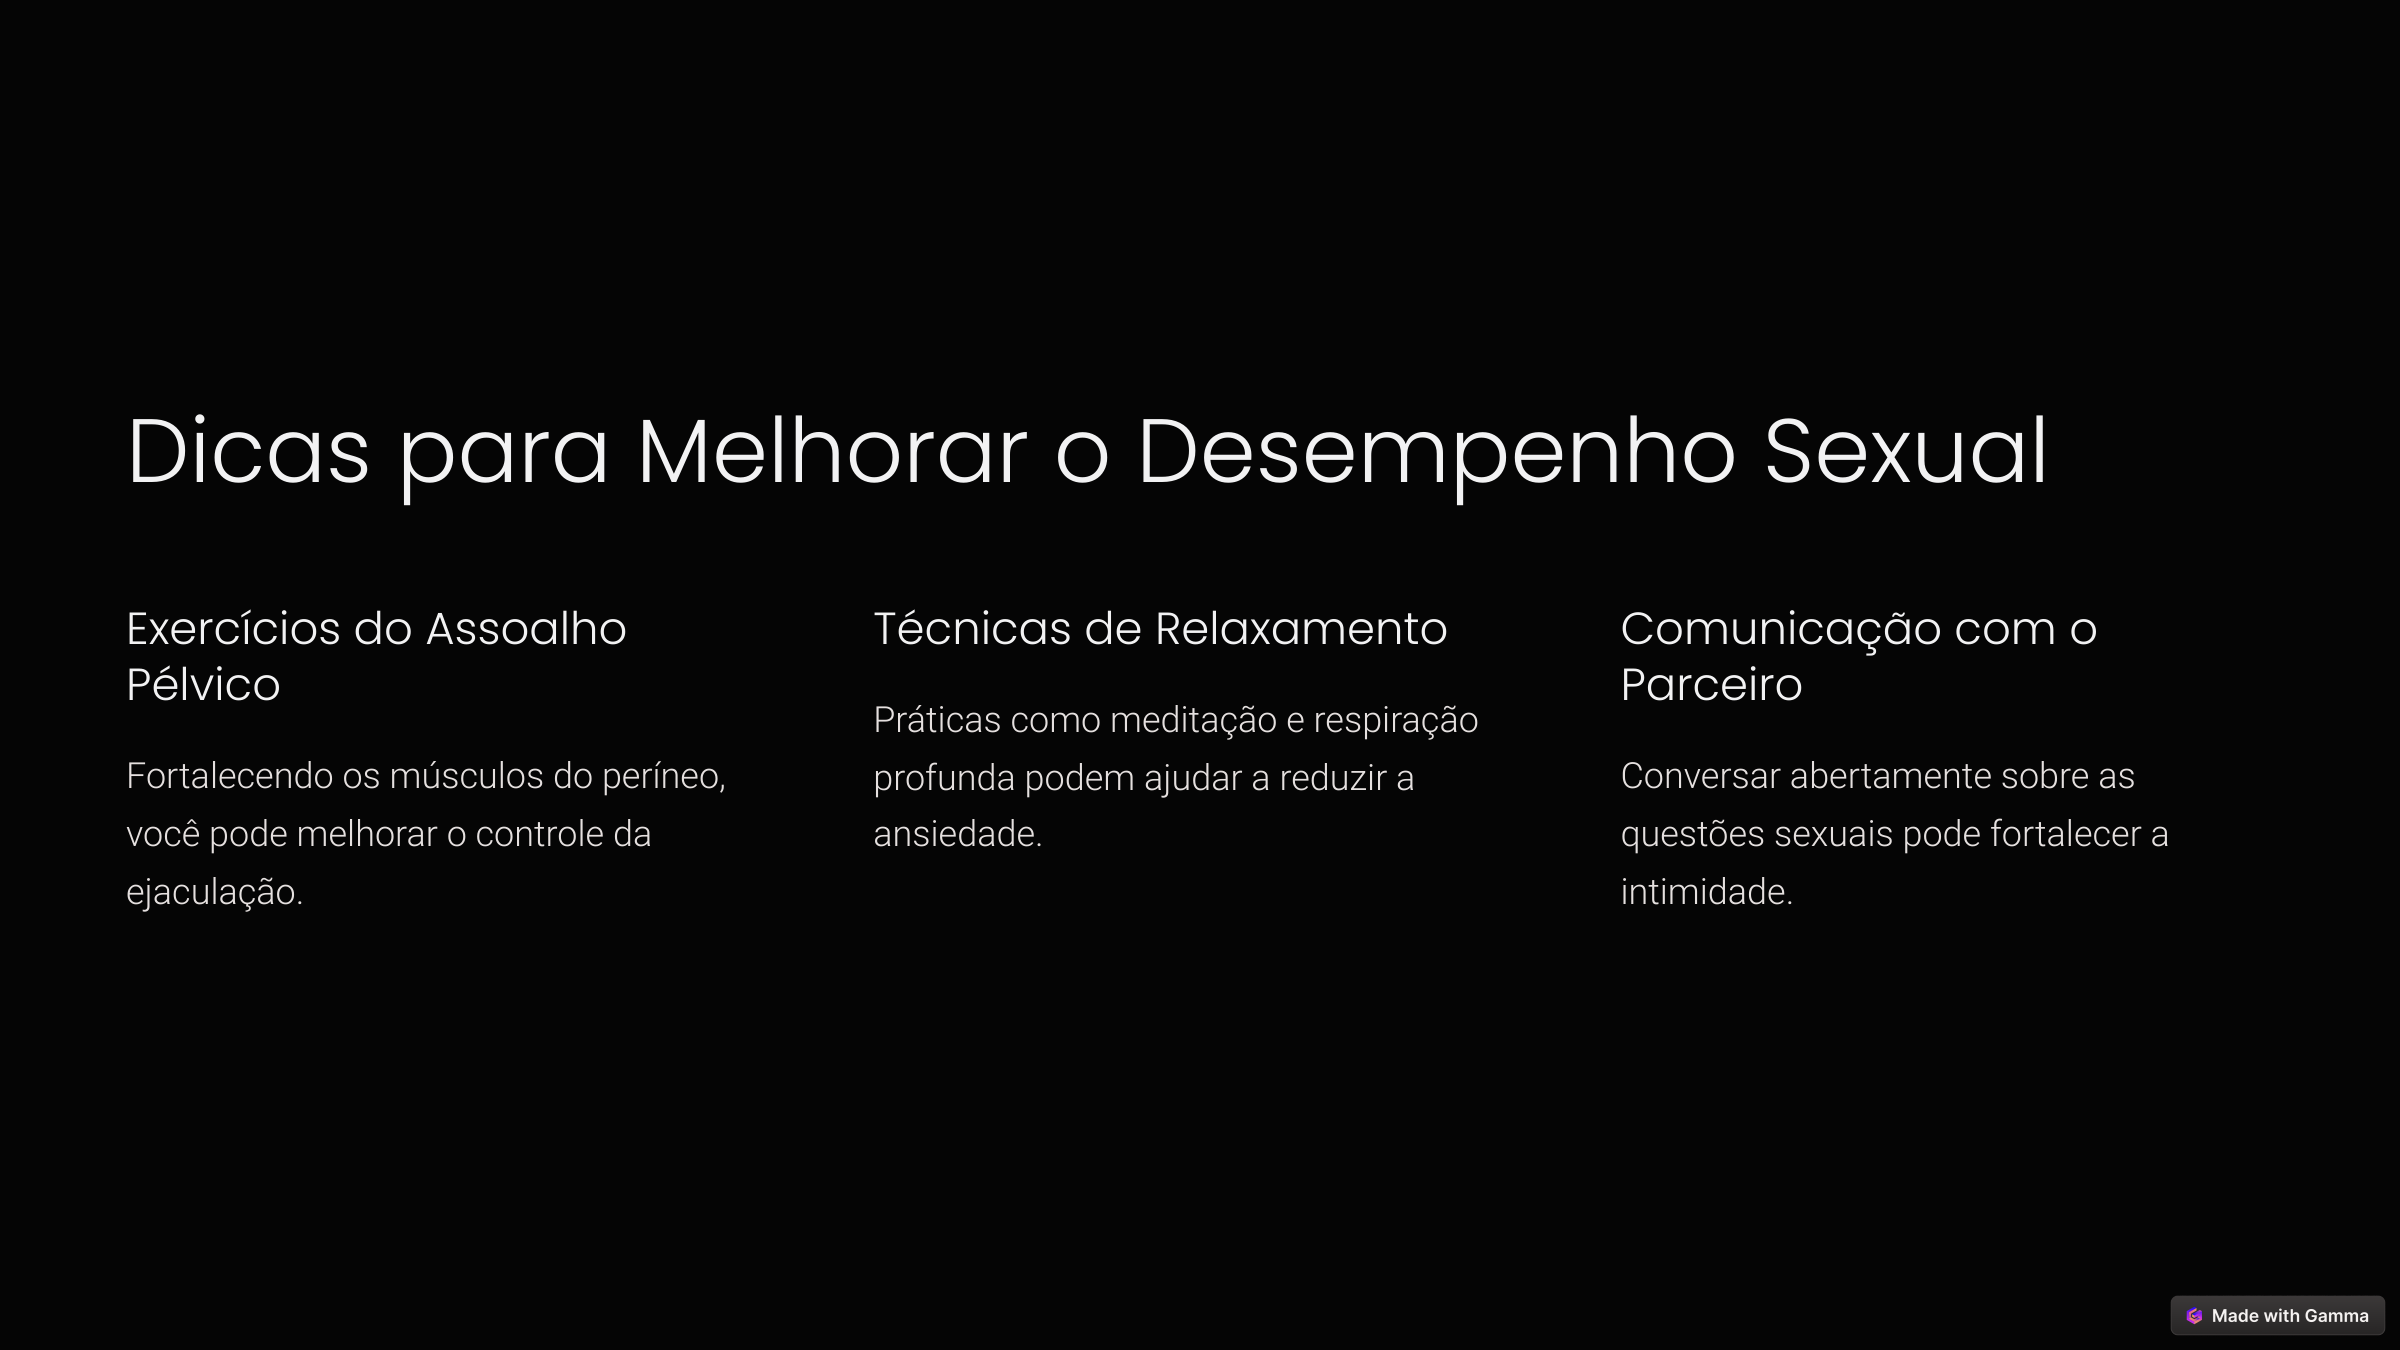 Dicas para Melhorar o Desempenho Sexual
Exercícios do Assoalho
Pélvico
Fortalecendo os músculos do períneo,
você pode melhorar o controle da
ejaculação.
Técnicas de Relaxamento
Práticas como meditação e respiração
profunda podem ajudar a reduzir a
ansiedade.
Comunicação com o
Parceiro
Conversar abertamente sobre as
questões sexuais pode fortalecer a
intimidade.
Made with Gamma